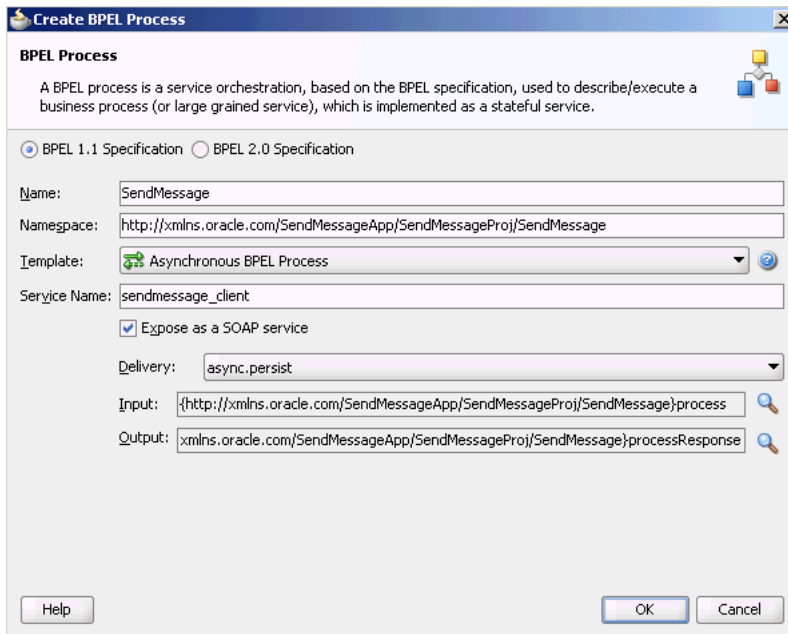 Create BPEL Process
BPEL Process
A BPEL process is a service orchestration, based on the BPEL specification, used to describe/execute a
business process (or large grained service), which is implemented as a stateful service.
BPEL 1.1 Specification BPEL 2.0 Specification
Name: SendMessage
Namespace: http://xmlns.oracle.com/SendMessageApp/SendMessageProj/SendMessage
Template: Asynchronous BPEL Process
Service Name: sendmessage_client
Expose as a SOAP service
Delivery: async.persist
Input: {http://xmlns.oracle.com/SendMessageApp/SendMessageProj/SendMessage}process
Output: xmlns.oracle.com/SendMessageApp/SendMessageProj/SendMessage}processResponse
Help OK Cancel